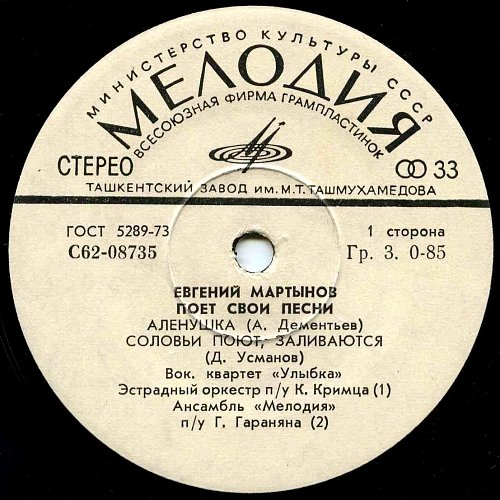 МИНИСТЕРСТВО КУЛЬТУРЫ СССР
МЕЛОДИЯ
ВСЕСОЮЗНАЯ ФИРМА ГРАМПЛАСТИНОК
СТЕРЕО
33
ТАШКЕНТСКИЙ ЗАВОД ИМ. М.Т. ТАШМУХАМЕДОВА
ГОСТ 5289-73
1 сторона
С62-08735
Гр. 3. 0-85
ЕВГЕНИЙ МАРТЫНОВ
ПОЕТ СВОИ ПЕСНИ
АЛЕНУШКА (А. Дементьев)
СОЛОВЬИ ПОЮТ, ЗАЛИВАЮТСЯ
(Д. Усманов)
Вок. квартет «Улыбка»
Эстрадный оркестр п/у К. Кримца (1)
Ансамбль «Мелодия»
п/у Г. Гараняна (2)